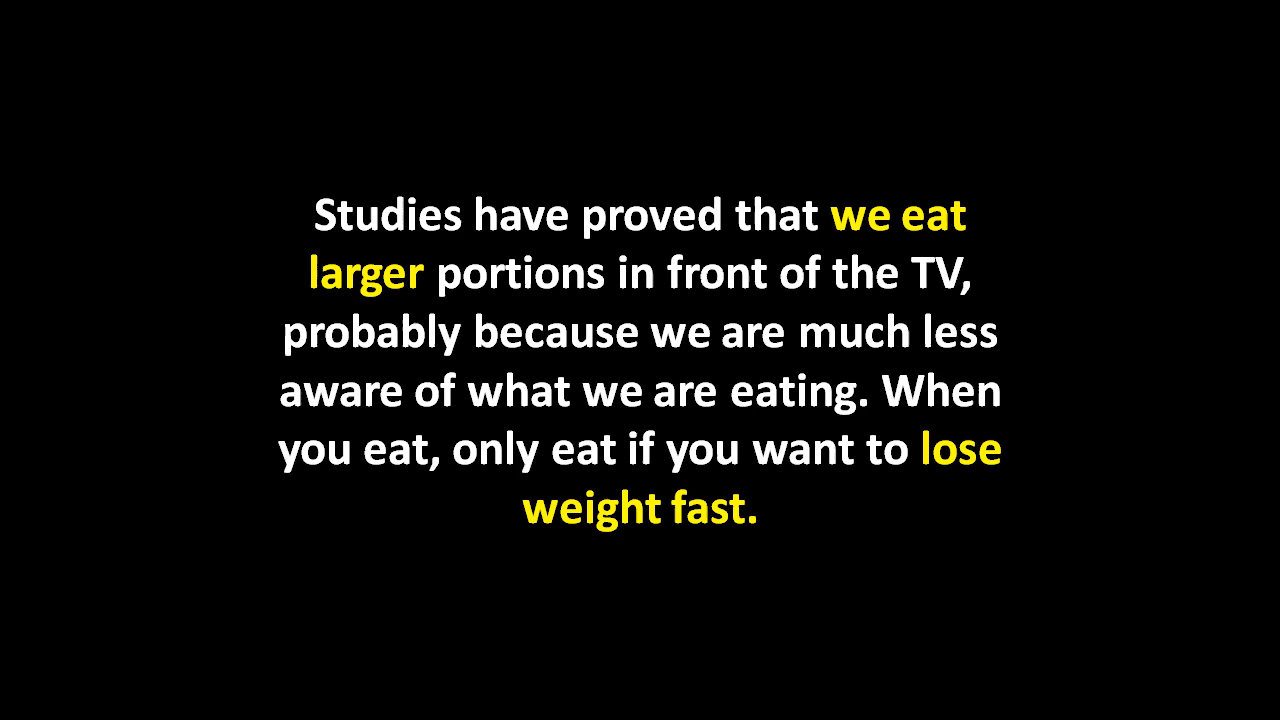 Studies have proved that we eat
larger portions in front of the TV,
probably because we are much less
aware of what we are eating. When
you eat, only eat if you want to lose
weight fast.